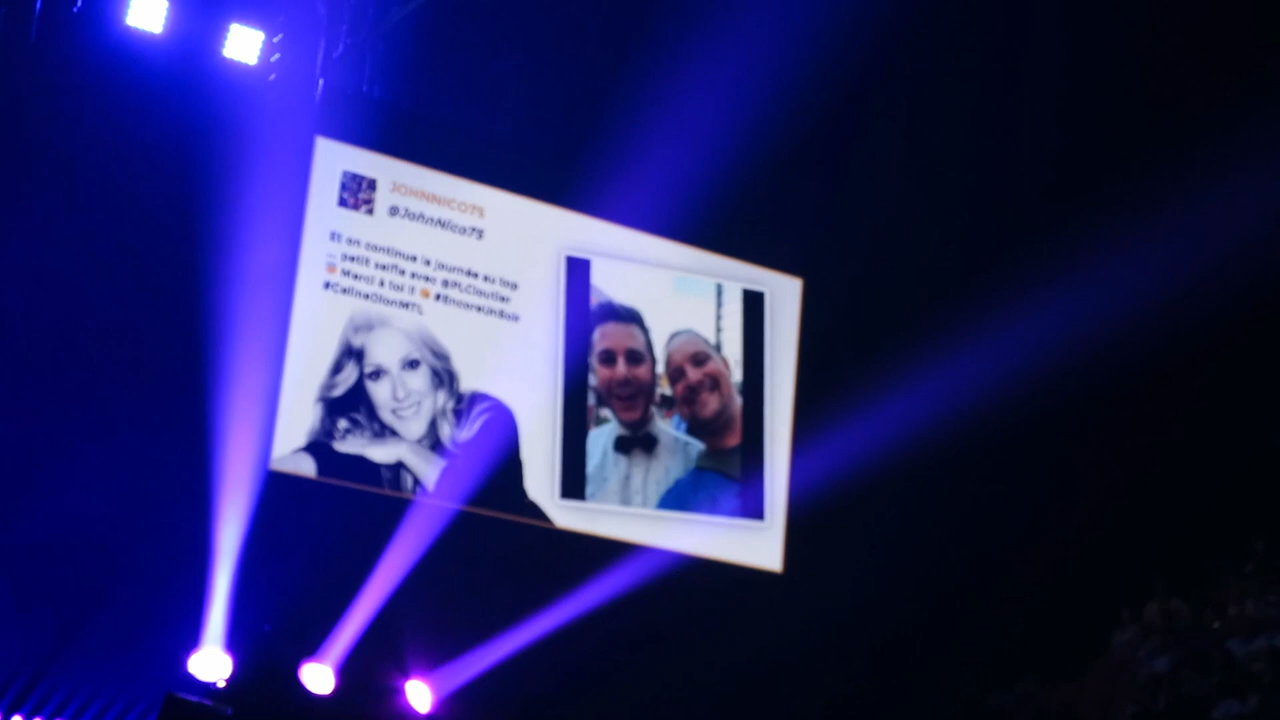 JOHNNICO75
@JohnNico75
Et on continue la journée au top
... petit selfie avec @PLCloutier
Merci à toi !! #EncoreUnSoir
#CelineDionMTL